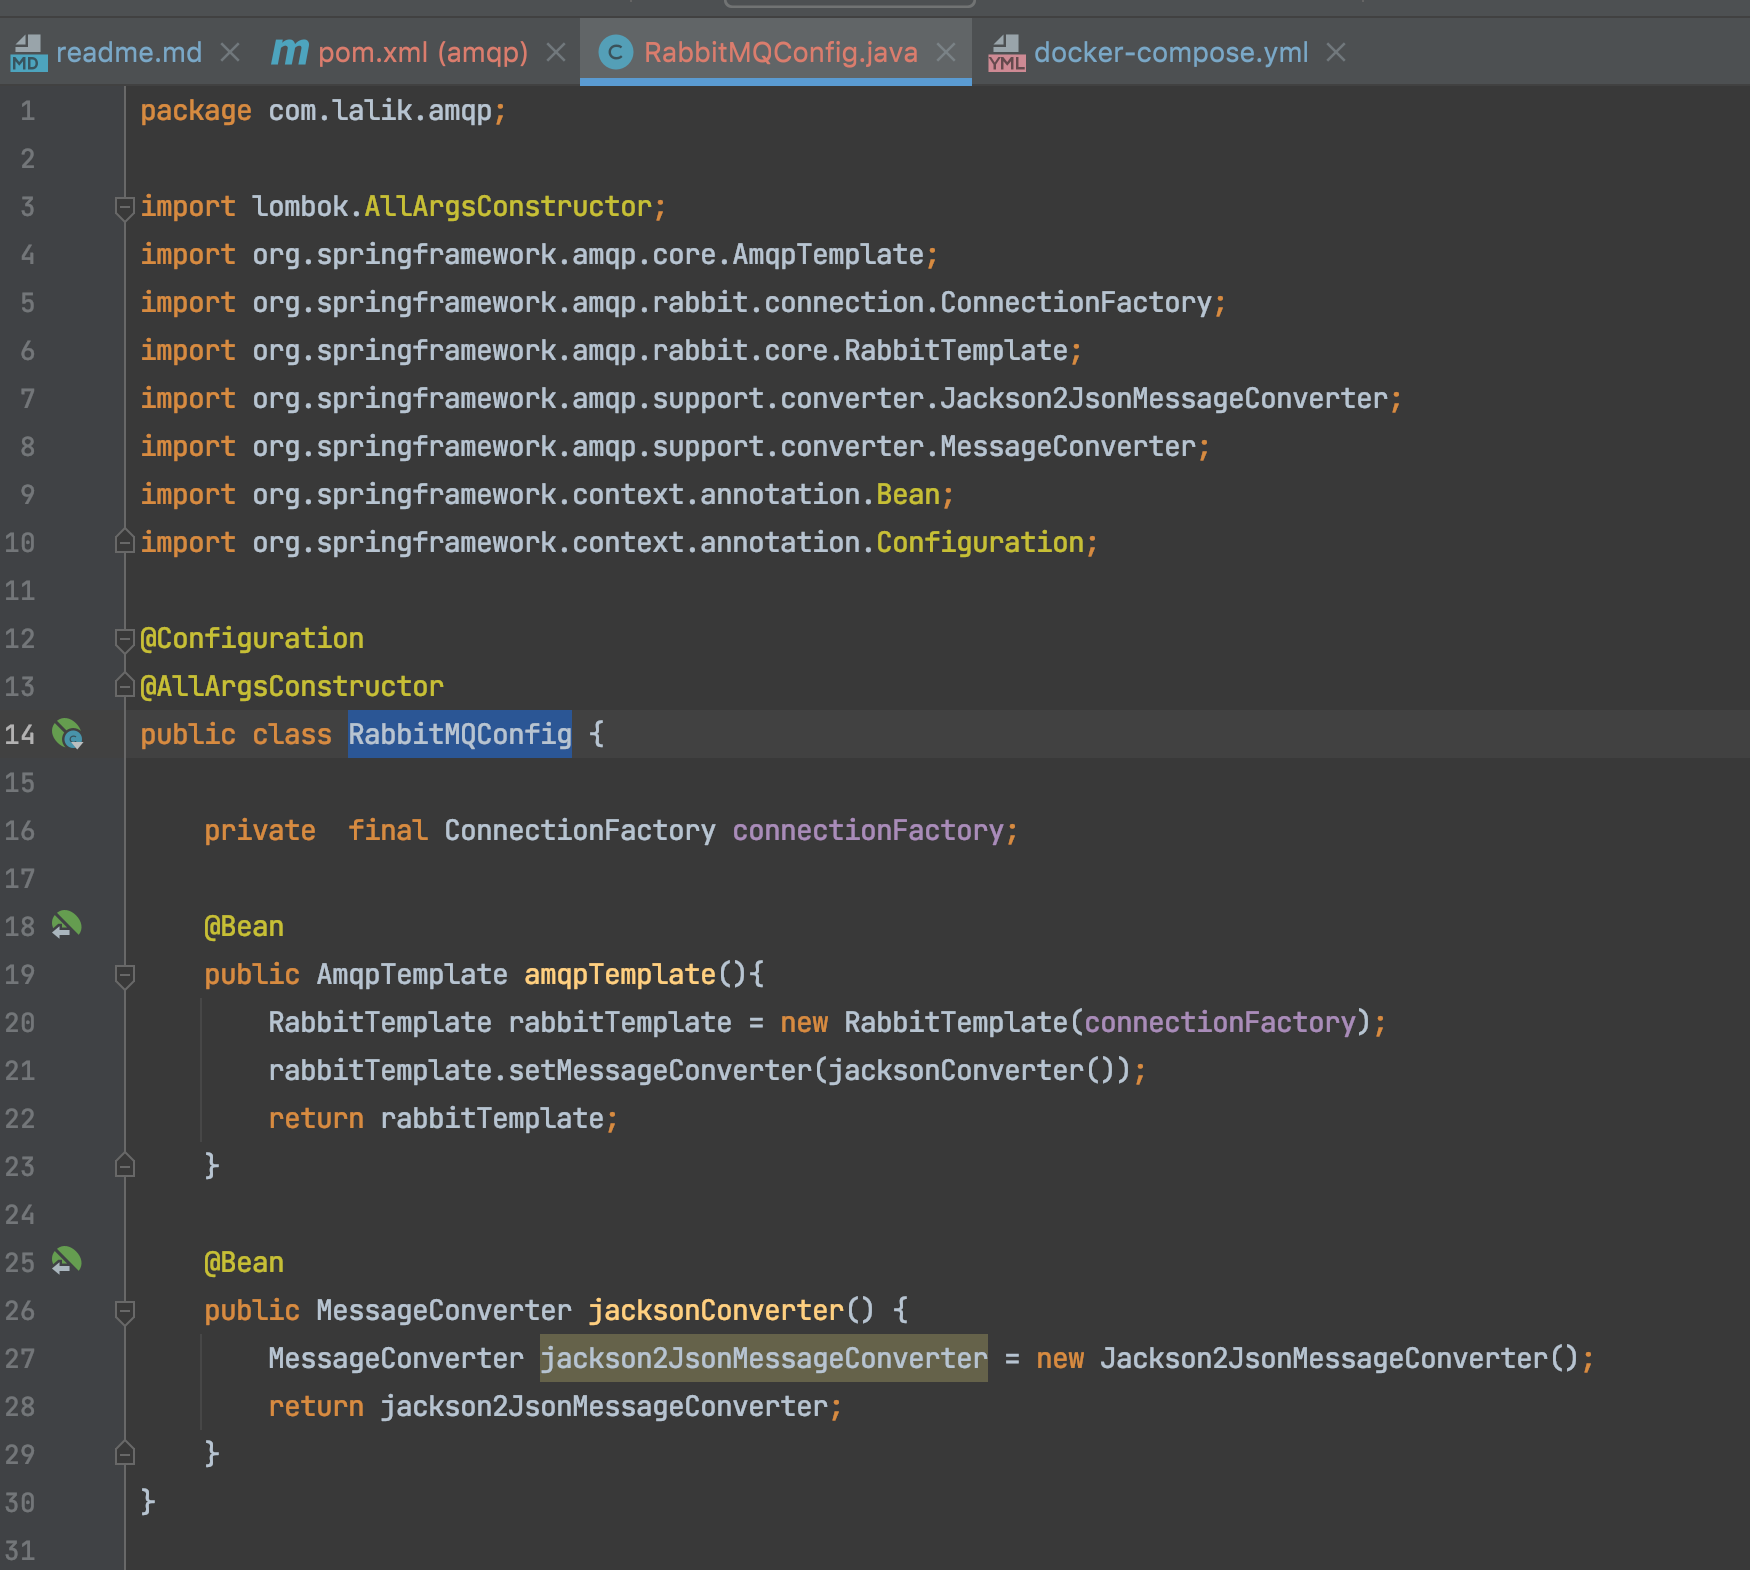 MD readme.md m pom.xml (amqp) C RabbitMQConfig.java YML docker-compose.yml
1 package com.lalik.amqp;
2
3 import lombok.AllArgsConstructor;
4 import org.springframework.amqp.core.AmqpTemplate;
5 import org.springframework.amqp.rabbit.connection.ConnectionFactory;
6 import org.springframework.amqp.rabbit.core.RabbitTemplate;
7 import org.springframework.amqp.support.converter.Jackson2JsonMessageConverter;
8 import org.springframework.amqp.support.converter.MessageConverter;
9 import org.springframework.context.annotation.Bean;
10 import org.springframework.context.annotation.Configuration;
11
12 @Configuration
13 @AllArgsConstructor
14 public class RabbitMQConfig {
15
16     private  final ConnectionFactory connectionFactory;
17
18     @Bean
19     public AmqpTemplate amqpTemplate(){
20         RabbitTemplate rabbitTemplate = new RabbitTemplate(connectionFactory);
21         rabbitTemplate.setMessageConverter(jacksonConverter());
22         return rabbitTemplate;
23     }
24
25     @Bean
26     public MessageConverter jacksonConverter() {
27         MessageConverter jackson2JsonMessageConverter = new Jackson2JsonMessageConverter();
28         return jackson2JsonMessageConverter;
29     }
30 }
31